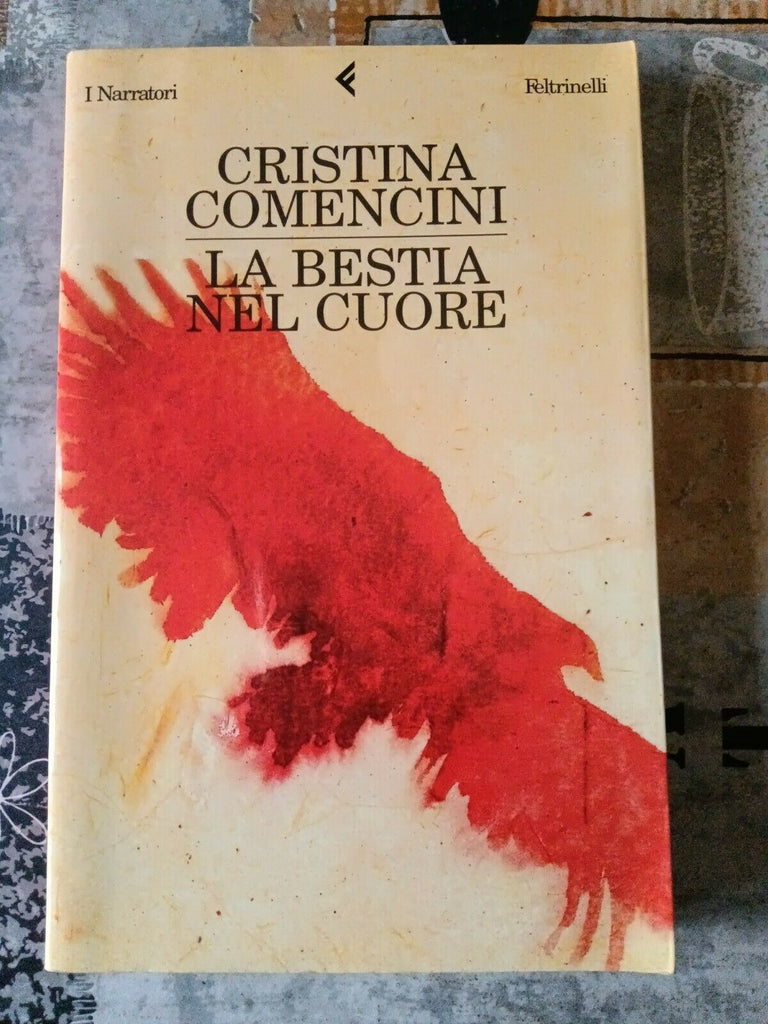 I Narratori
Feltrinelli
CRISTINA
COMENCINI
LA BESTIA
NEL CUORE